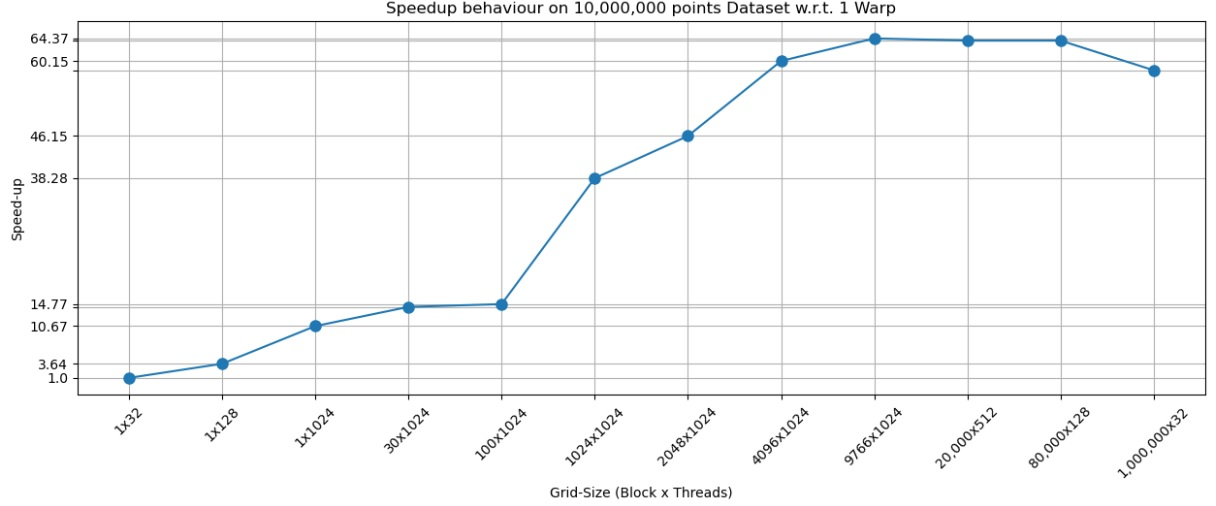 Speedup behaviour on 10,000,000 points Dataset w.r.t. 1 Warp
64.37
60.15
46.15
38.28
14.77
10.67
3.64
1.0
Speed-up
1x32
1x128
1x1024
30x1024
100x1024
1024x1024
2048x1024
4096x1024
9766x1024
20,000x512
80,000x128
1,000,000x32
Grid-Size (Block x Threads)